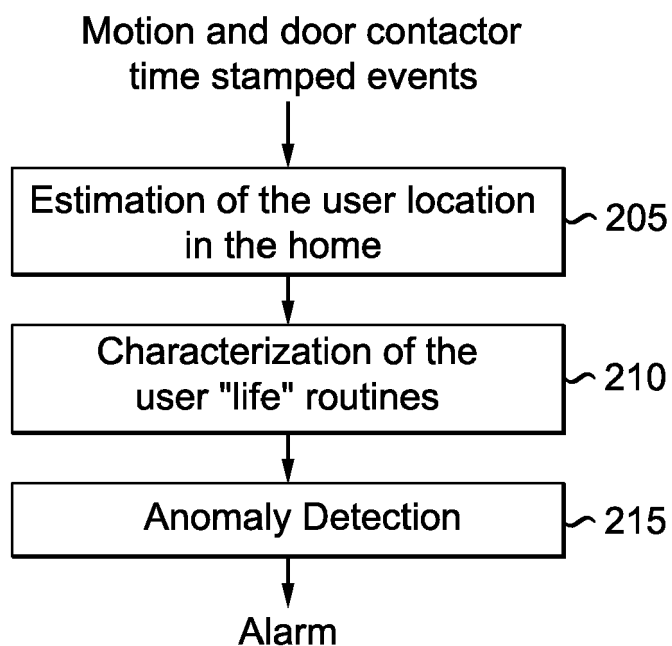 Motion and door contactor
time stamped events
Estimation of the user location
in the home
205
Characterization of the
user "life" routines
210
Anomaly Detection
215
Alarm